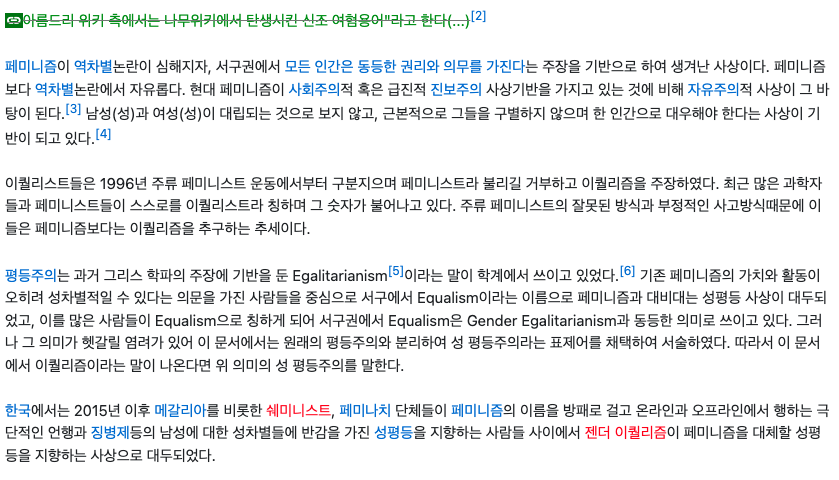 아름드리 위키 측에서는 나무위키에서 탄생시킨 신조 여험용어"라고 한다(...)[2]
페미니즘이 역차별논란이 심해지자, 서구권에서 모든 인간은 동등한 권리와 의무를 가진다는 주장을 기반으로 하여 생겨난 사상이다. 페미니즘
보다 역차별논란에서 자유롭다. 현대 페미니즘이 사회주의적 혹은 급진적 진보주의 사상기반을 가지고 있는 것에 비해 자유주의적 사상이 그 바
탕이 된다.[3] 남성(성)과 여성(성)이 대립되는 것으로 보지 않고, 근본적으로 그들을 구별하지 않으며 한 인간으로 대우해야 한다는 사상이 기
반이 되고 있다.[4]
이퀄리스트들은 1996년 주류 페미니스트 운동에서부터 구분지으며 페미니스트라 불리길 거부하고 이퀄리즘을 주장하였다. 최근 많은 과학자
들과 페미니스트들이 스스로를 이퀄리스트라 칭하며 그 숫자가 불어나고 있다. 주류 페미니스트의 잘못된 방식과 부정적인 사고방식때문에 이
들은 페미니즘보다는 이퀄리즘을 추구하는 추세이다.
평등주의는 과거 그리스 학파의 주장에 기반을 둔 Egalitarianism[5]이라는 말이 학계에서 쓰이고 있었다.[6] 기존 페미니즘의 가치와 활동이
오히려 성차별적일 수 있다는 의문을 가진 사람들을 중심으로 서구에서 Equalism이라는 이름으로 페미니즘과 대비대는 성평등 사상이 대두되
었고, 이를 많은 사람들이 Equalism으로 칭하게 되어 서구권에서 Equalism은 Gender Egalitarianism과 동등한 의미로 쓰이고 있다. 그러
나 그 의미가 헷갈릴 염려가 있어 이 문서에서는 원래의 평등주의와 분리하여 성 평등주의라는 표제어를 채택하여 서술하였다. 따라서 이 문서
에서 이퀄리즘이라는 말이 나온다면 위 의미의 성 평등주의를 말한다.
한국에서는 2015년 이후 메갈리아를 비롯한 쉐미니스트, 페미나치 단체들이 페미니즘의 이름을 방패로 걸고 온라인과 오프라인에서 행하는 극
단적인 언행과 징병제등의 남성에 대한 성차별들에 반감을 가진 성평등을 지향하는 사람들 사이에서 젠더 이퀄리즘이 페미니즘을 대체할 성평
등을 지향하는 사상으로 대두되었다.